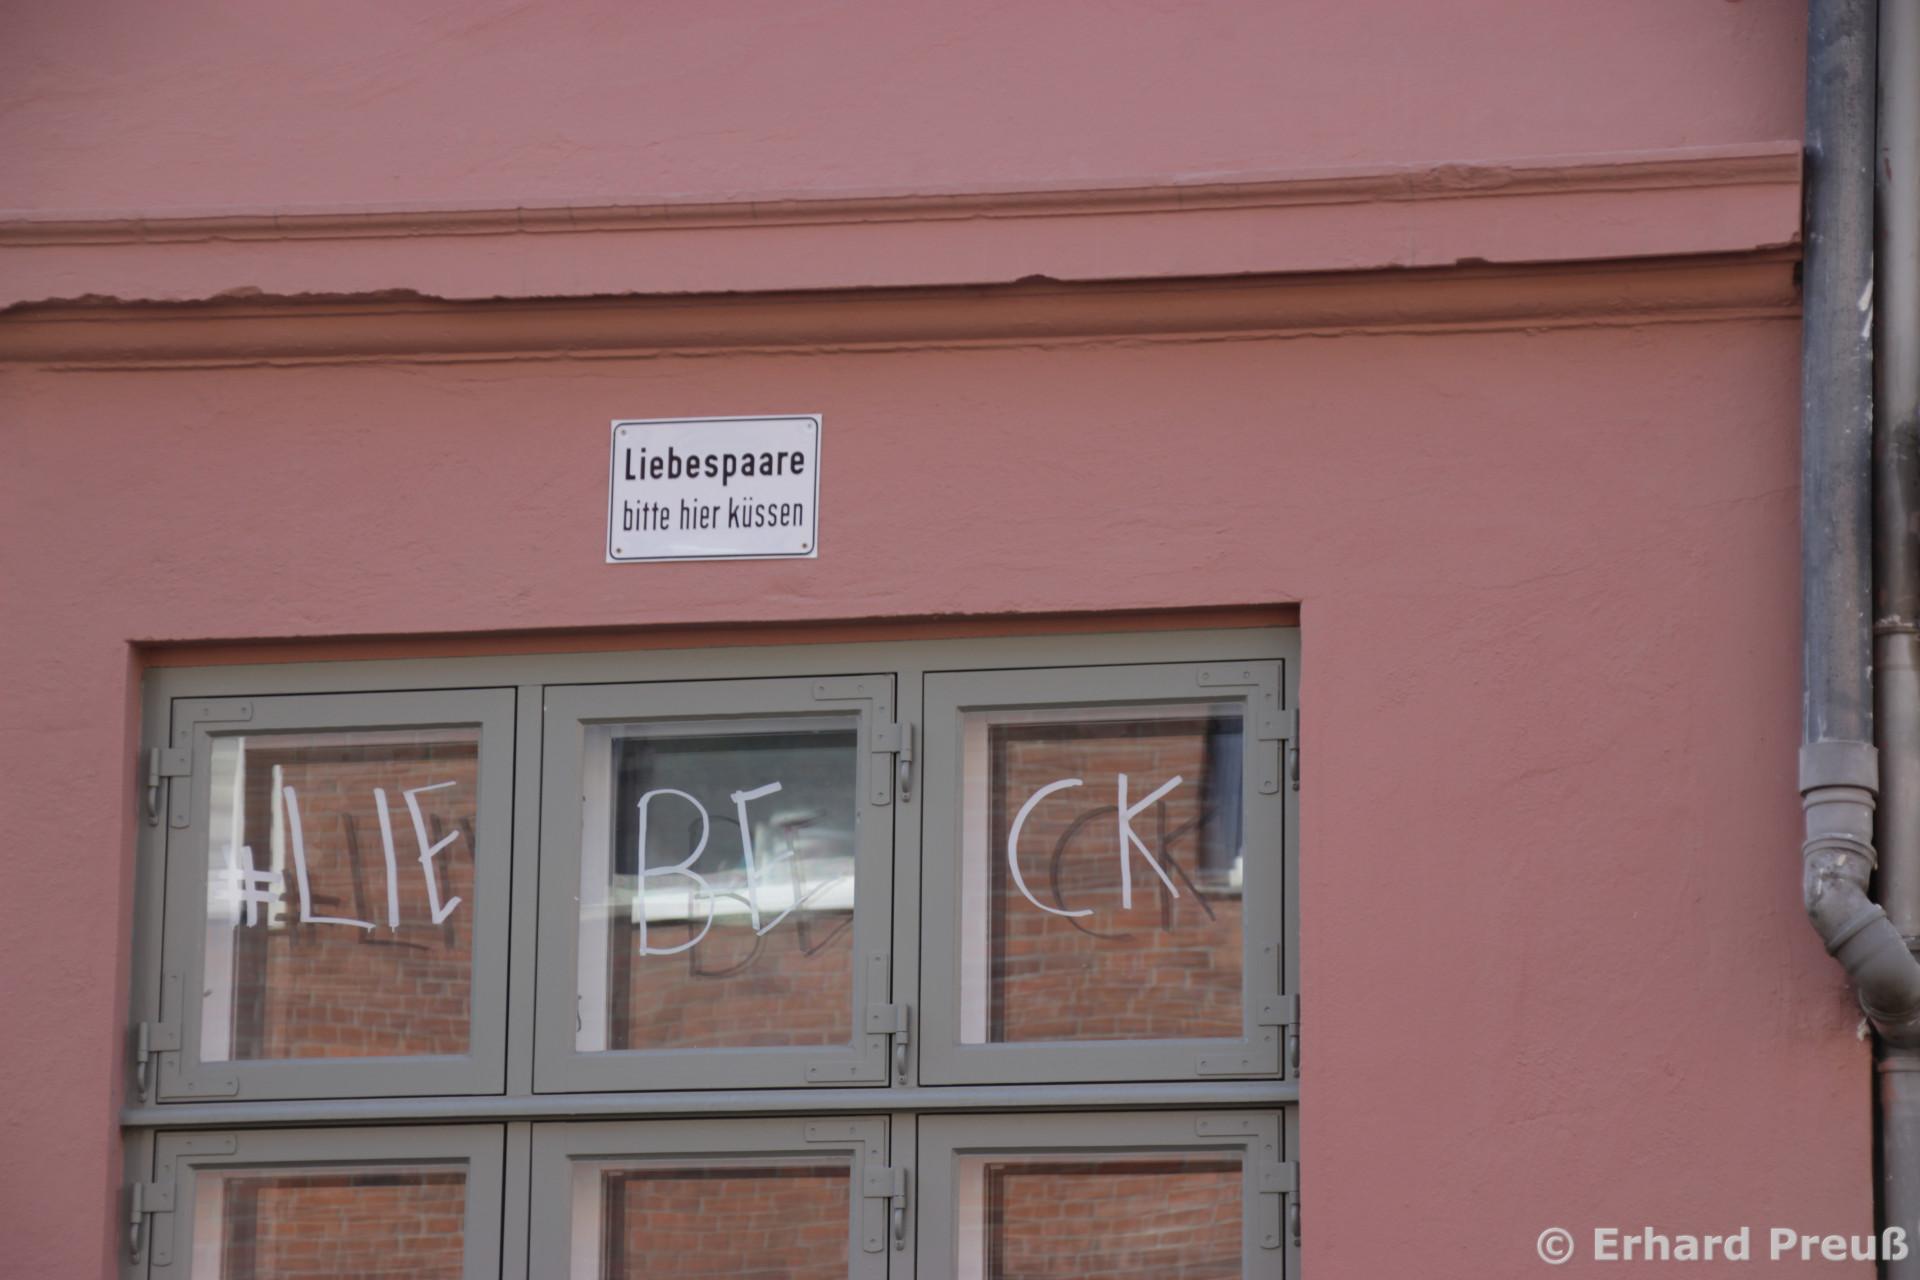 Liebespaare
bitte hier küssen
#LIEBECK
© Erhard Preuß